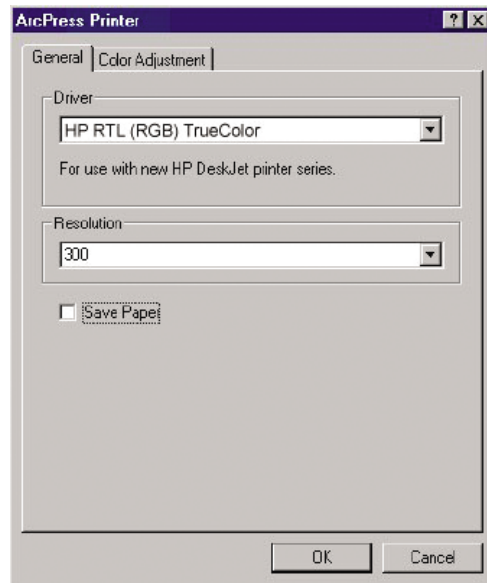 ArcPress Printer
General Color Adjustment
Driver
HP RTL (RGB) TrueColor
For use with new HP DeskJet printer series.
Resolution
300
Save Paper
OK Cancel